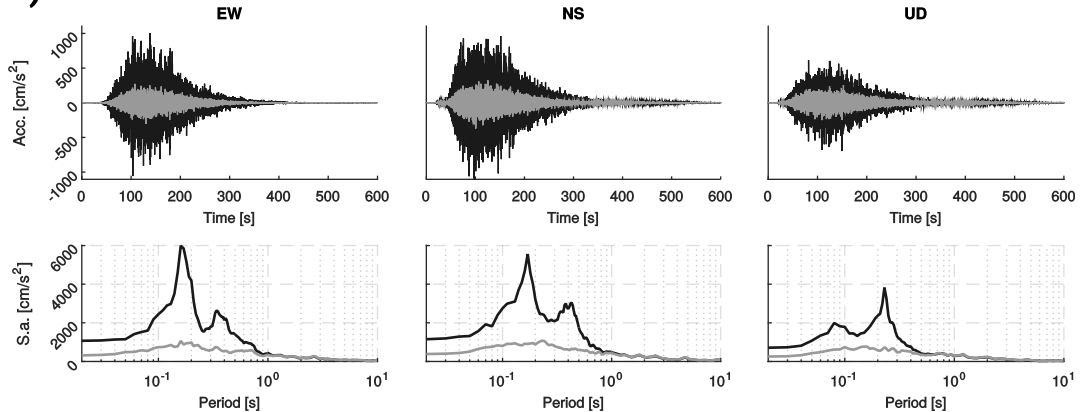 )
EW NS UD
1000
500
0
-500
-1000
Acc. [cm/s²]
0 100 200 300 400 500 600
0 100 200 300 400 500 600
0 100 200 300 400 500 600
Time [s] Time [s] Time [s]
6000
4000
2000
0
S.a. [cm/s²]
10⁻¹ 10⁰ 10¹
10⁻¹ 10⁰ 10¹
10⁻¹ 10⁰ 10¹
Period [s] Period [s] Period [s]